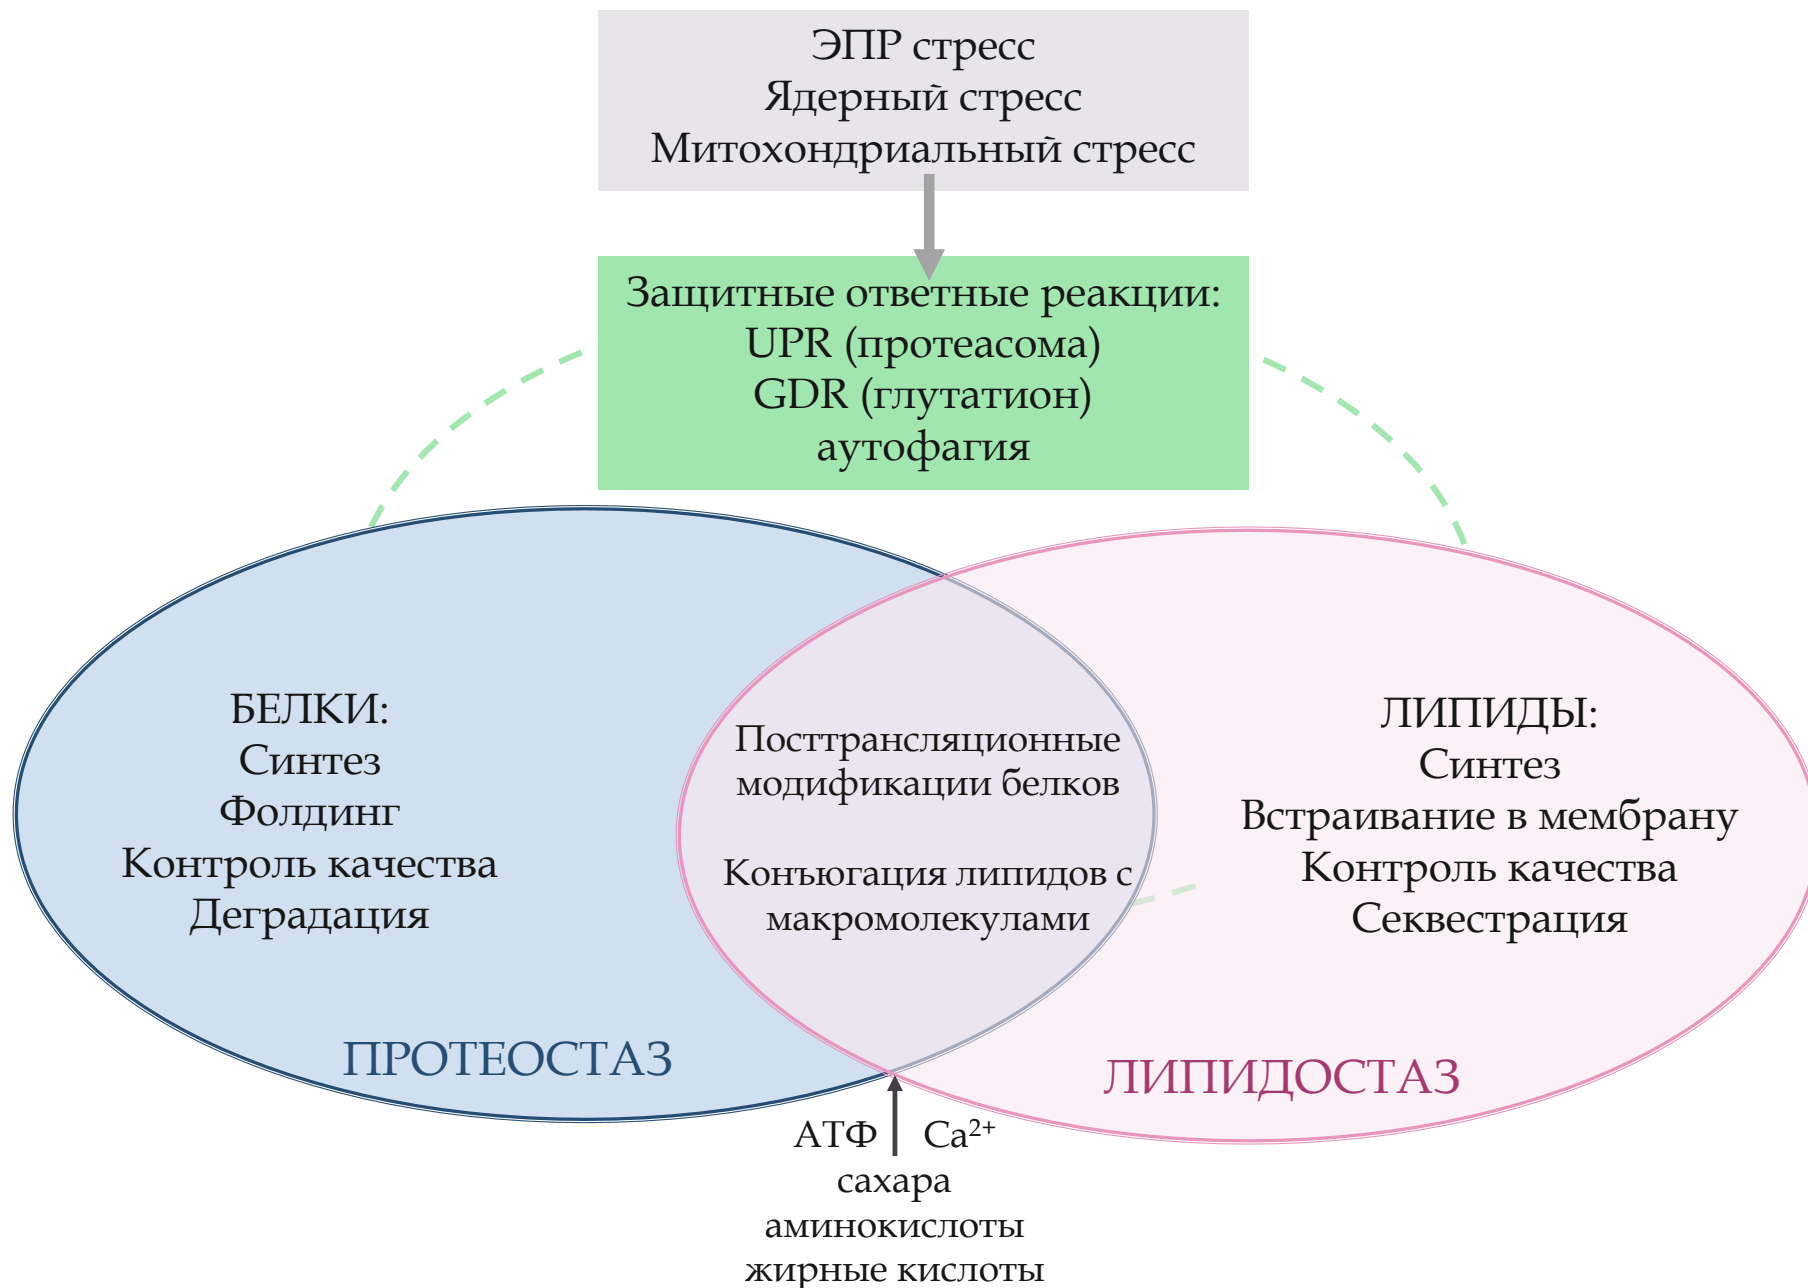 ЭПР стресс
Ядерный стресс
Митохондриальный стресс
Защитные ответные реакции:
UPR (протеасома)
GDR (глутатион)
аутофагия
БЕЛКИ:
Синтез
Фолдинг
Контроль качества
Деградация
ПРОТЕОСТАЗ
Посттрансляционные
модификации белков
Конъюгация липидов с
макромолекулами
ЛИПИДЫ:
Синтез
Встраивание в мембрану
Контроль качества
Секвестрация
ЛИПИДОСТАЗ
АТФ Ca²⁺
сахара
аминокислоты
жирные кислоты